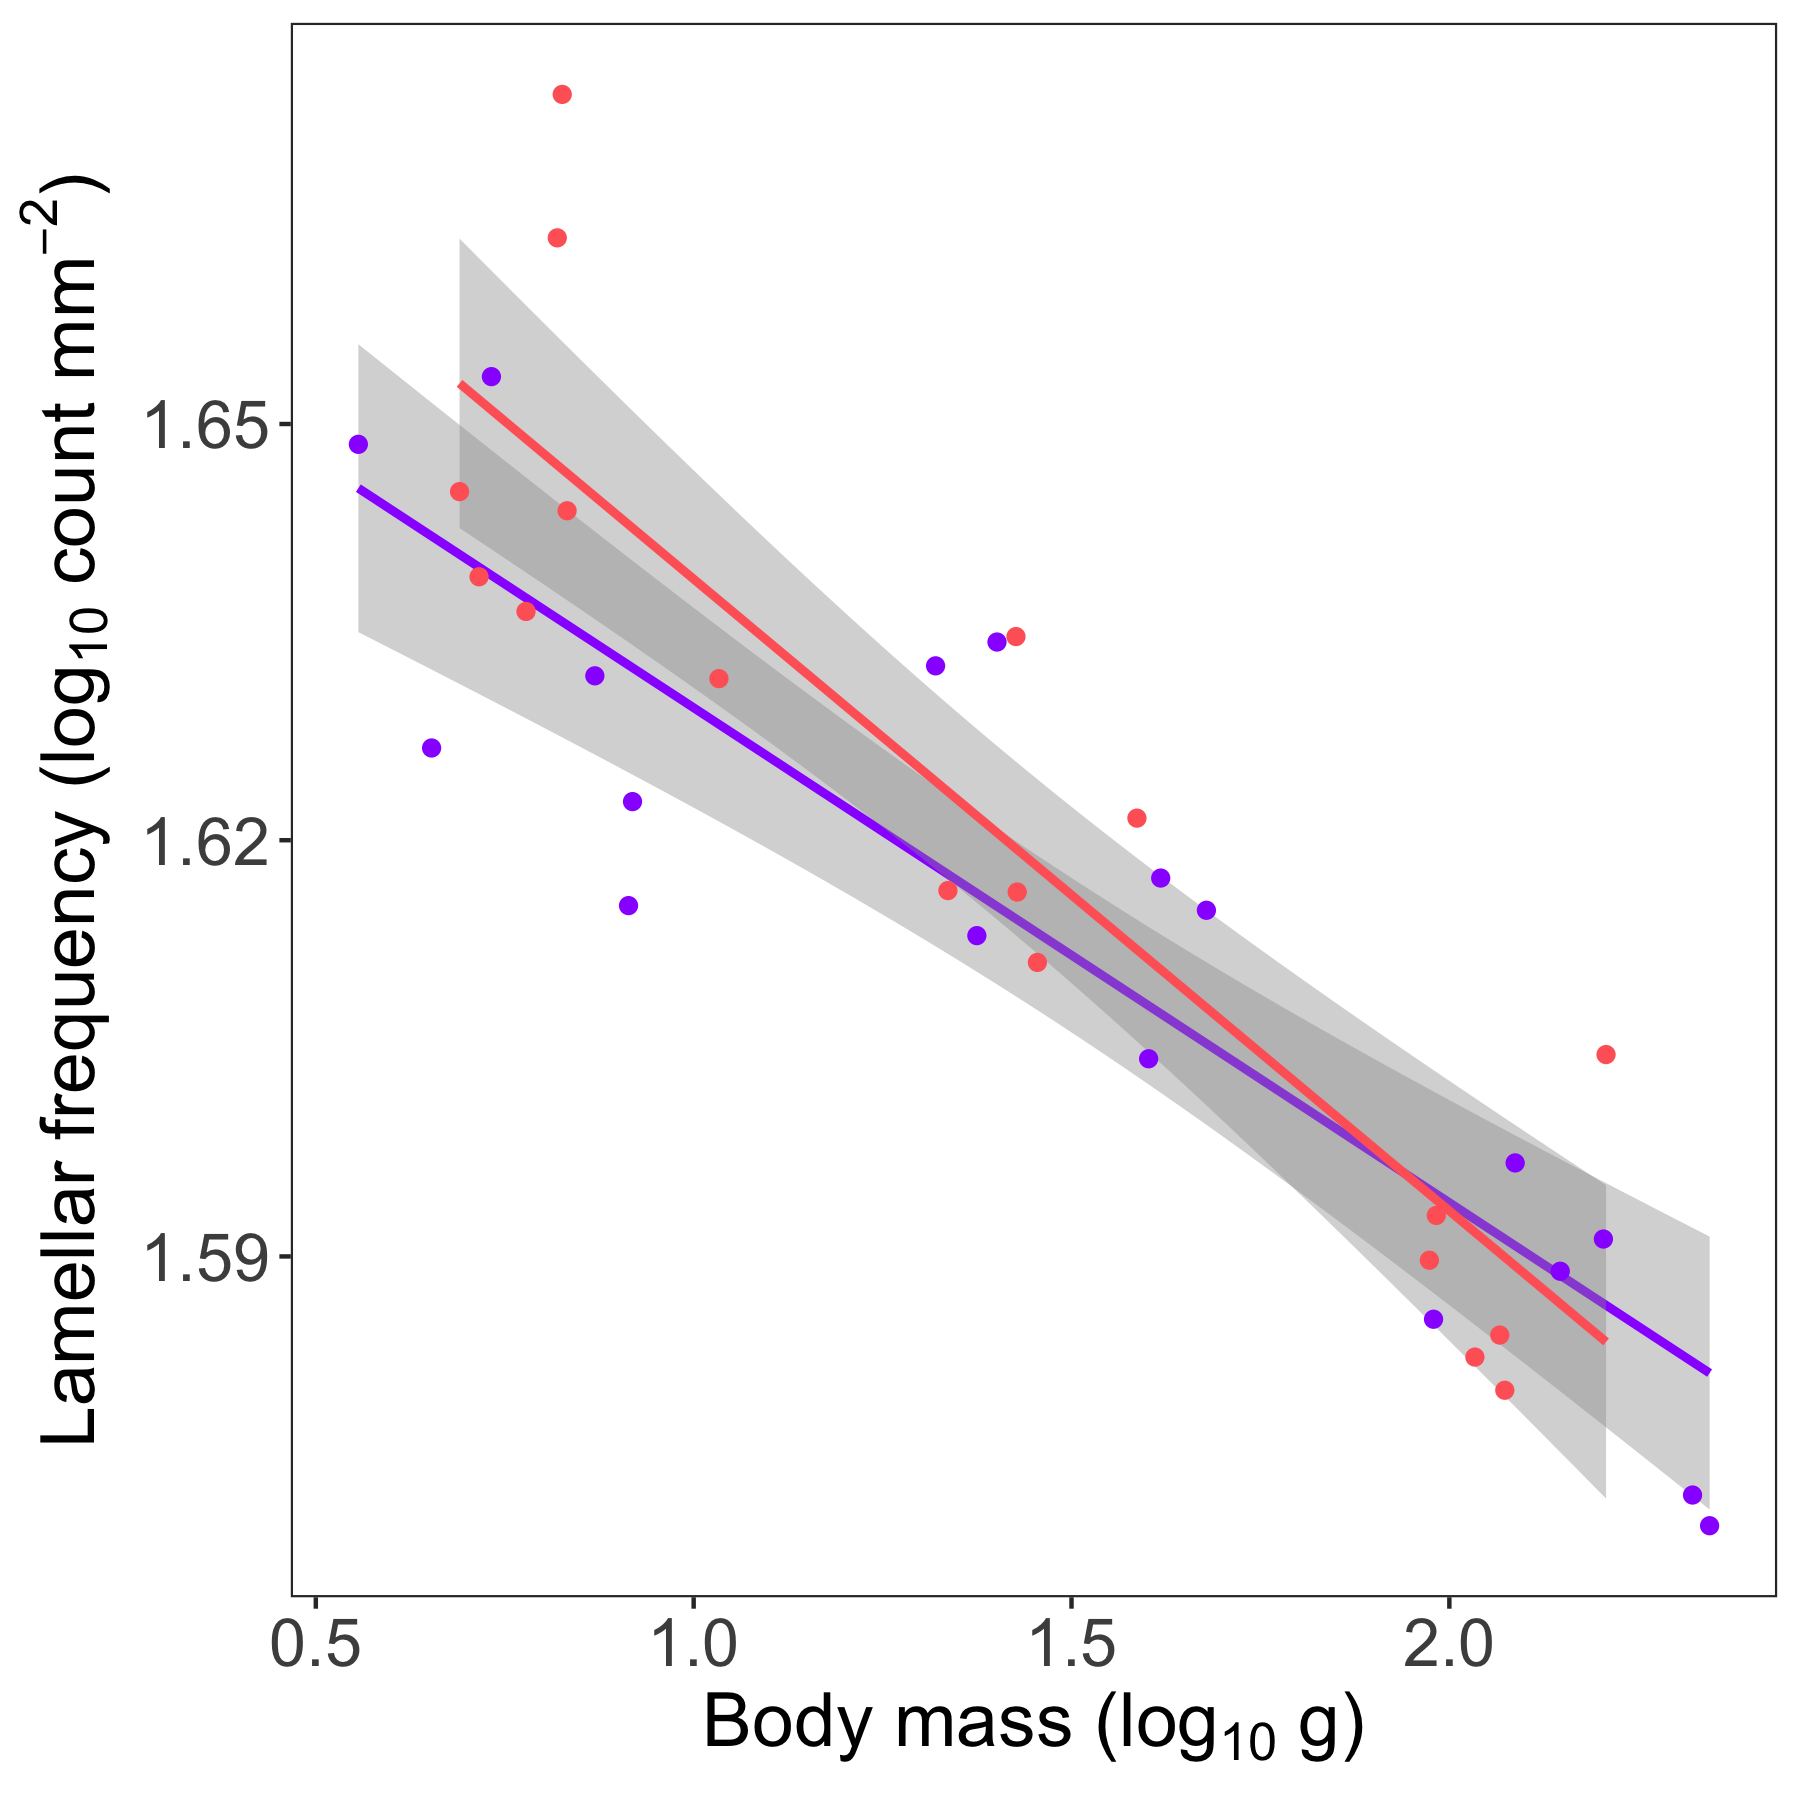 Lamellar frequency (log₁₀ count mm⁻²)
1.65
1.62
1.59
0.5 1.0 1.5 2.0
Body mass (log₁₀ g)